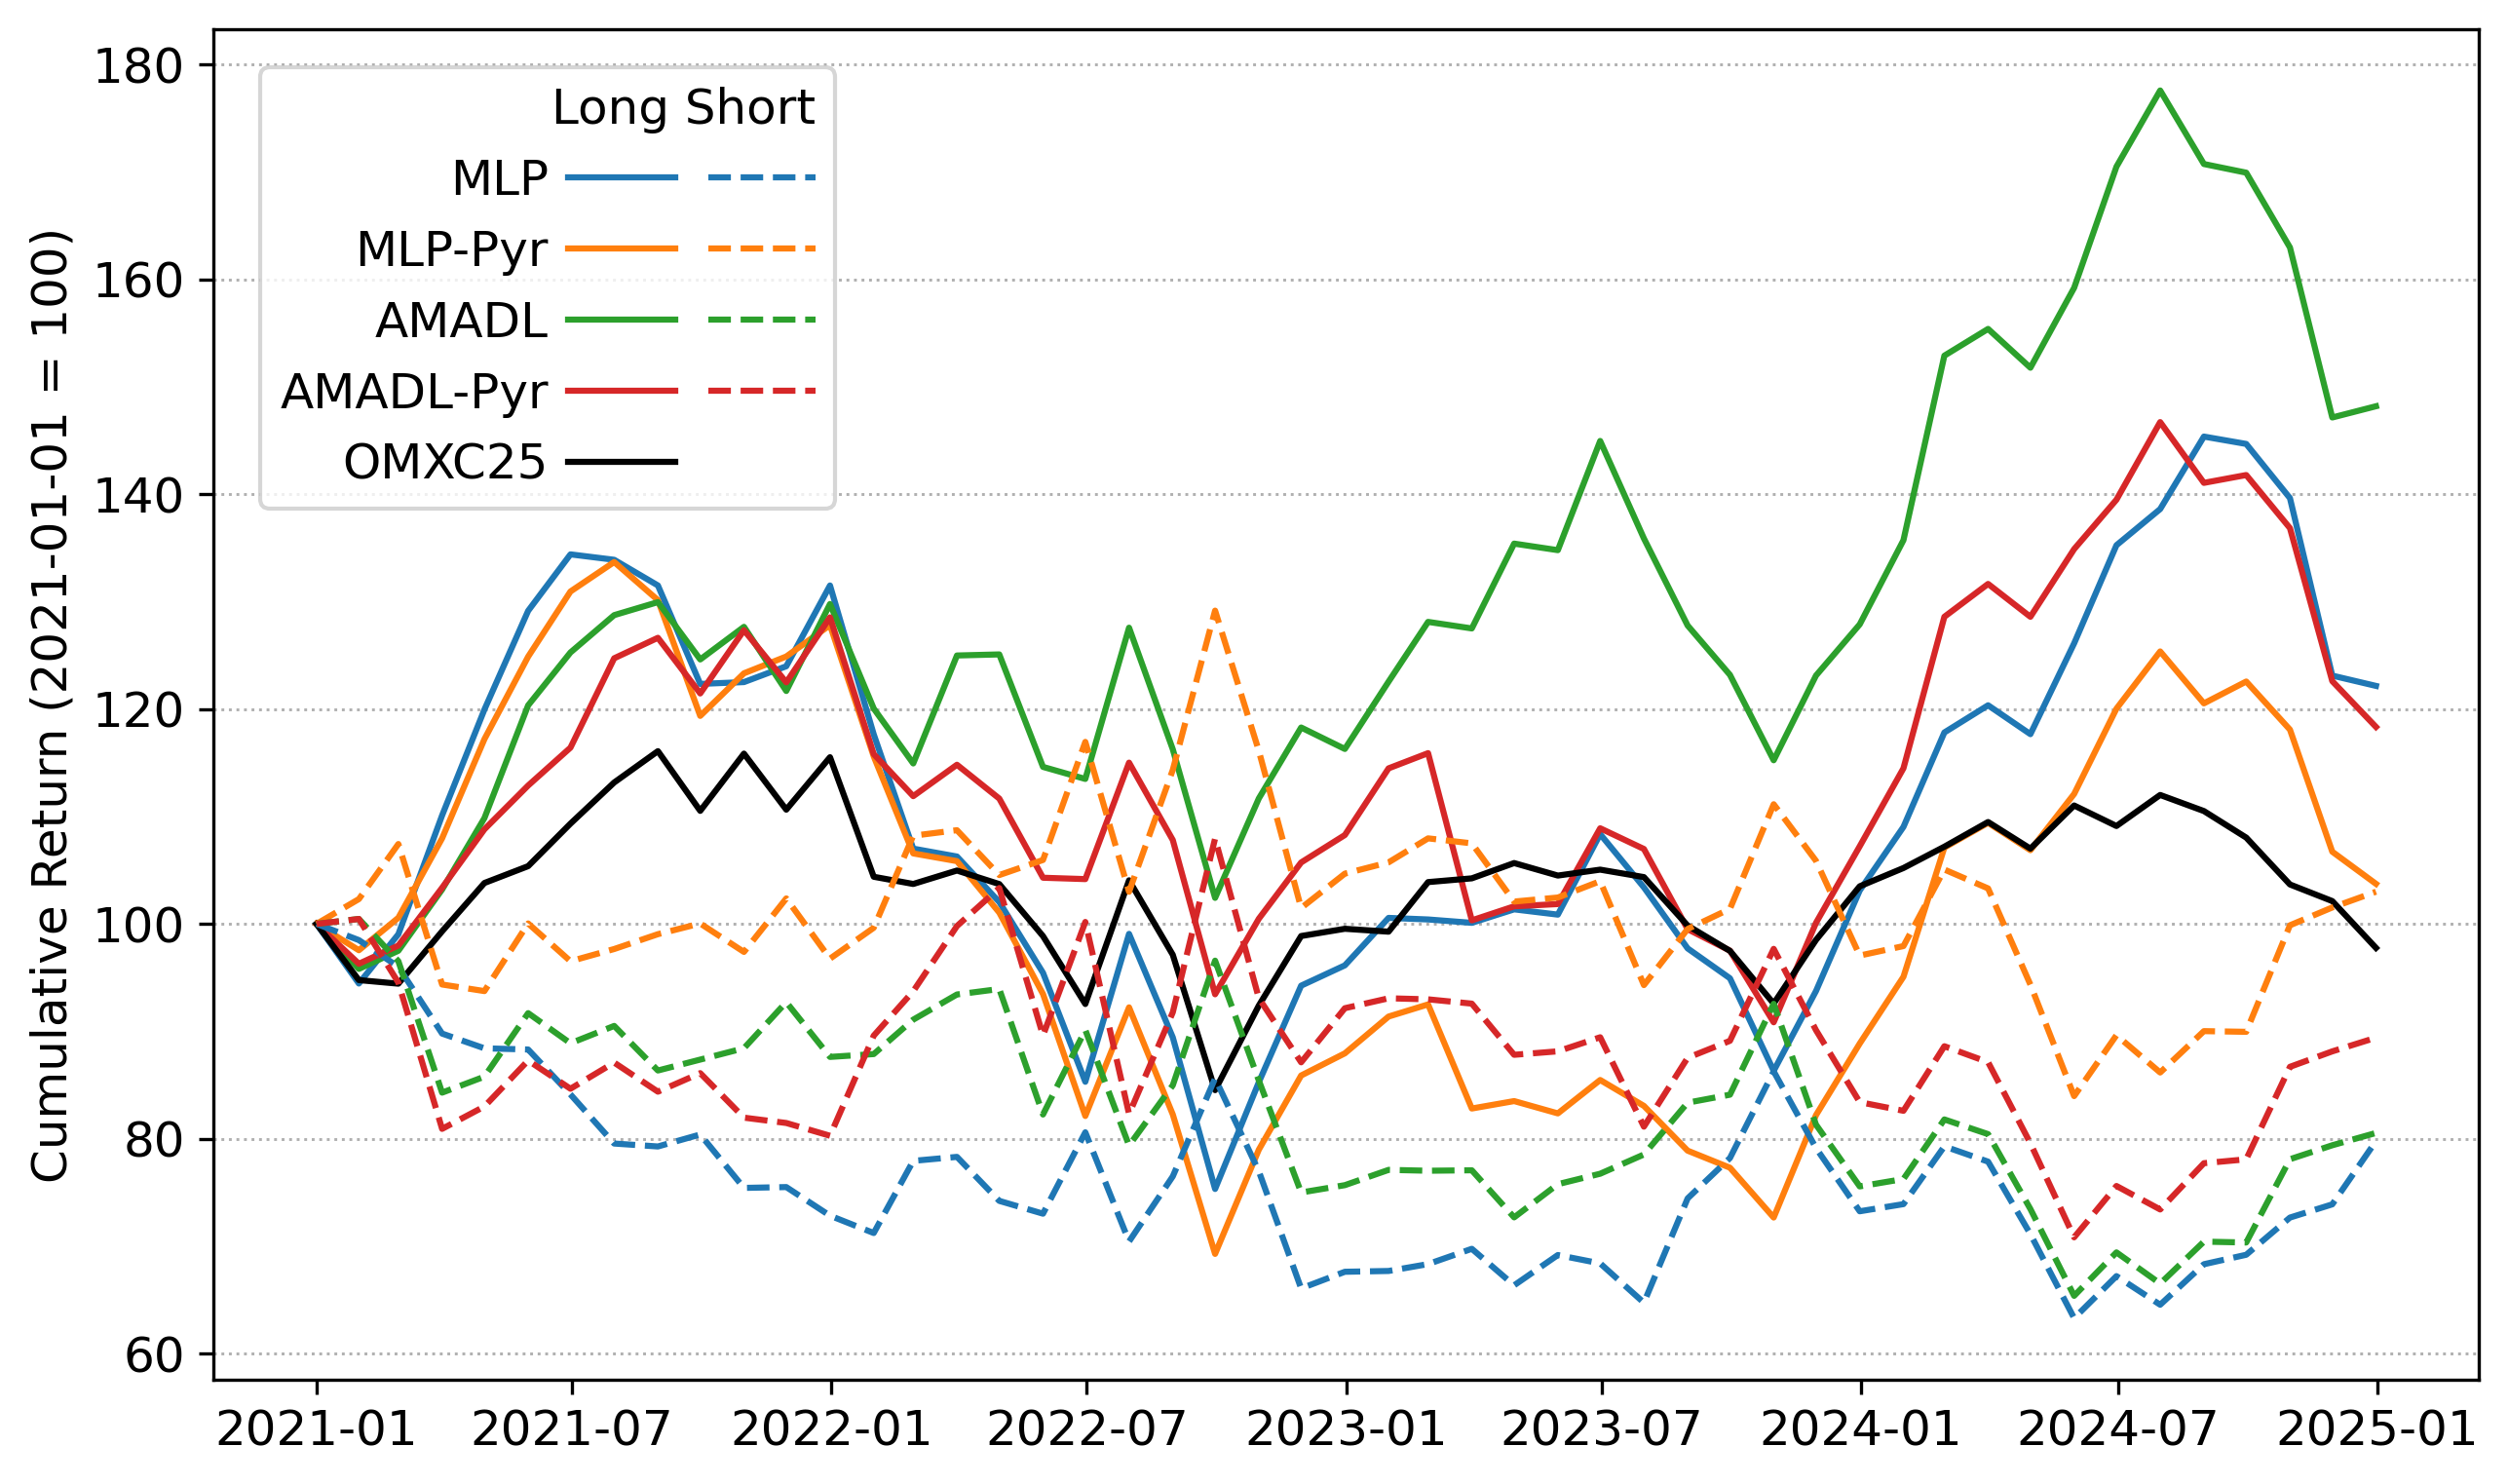 Cumulative Return (2021-01-01 = 100)
180
160
140
120
100
80
60
Long Short
MLP
MLP-Pyr
AMADL
AMADL-Pyr
OMXC25
2021-01 2021-07 2022-01 2022-07 2023-01 2023-07 2024-01 2024-07 2025-01